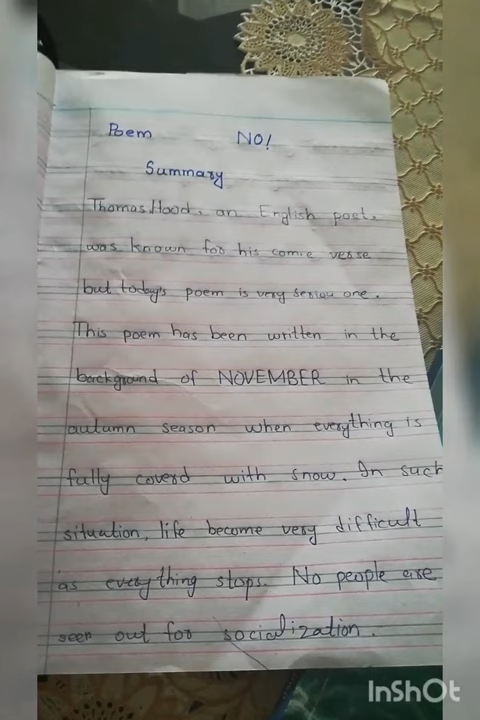 Poem NO!
Summary
Thomas Hood, an English poet,
was known for his comic verse
but today's poem is very seriou one.
This poem has been written in the
background of NOVEMBER in the
autumn season when everything is
fully coverd with snow. In such
situation, life become very difficult
as everything stops. No people are
seen out for socialization.
InShOt